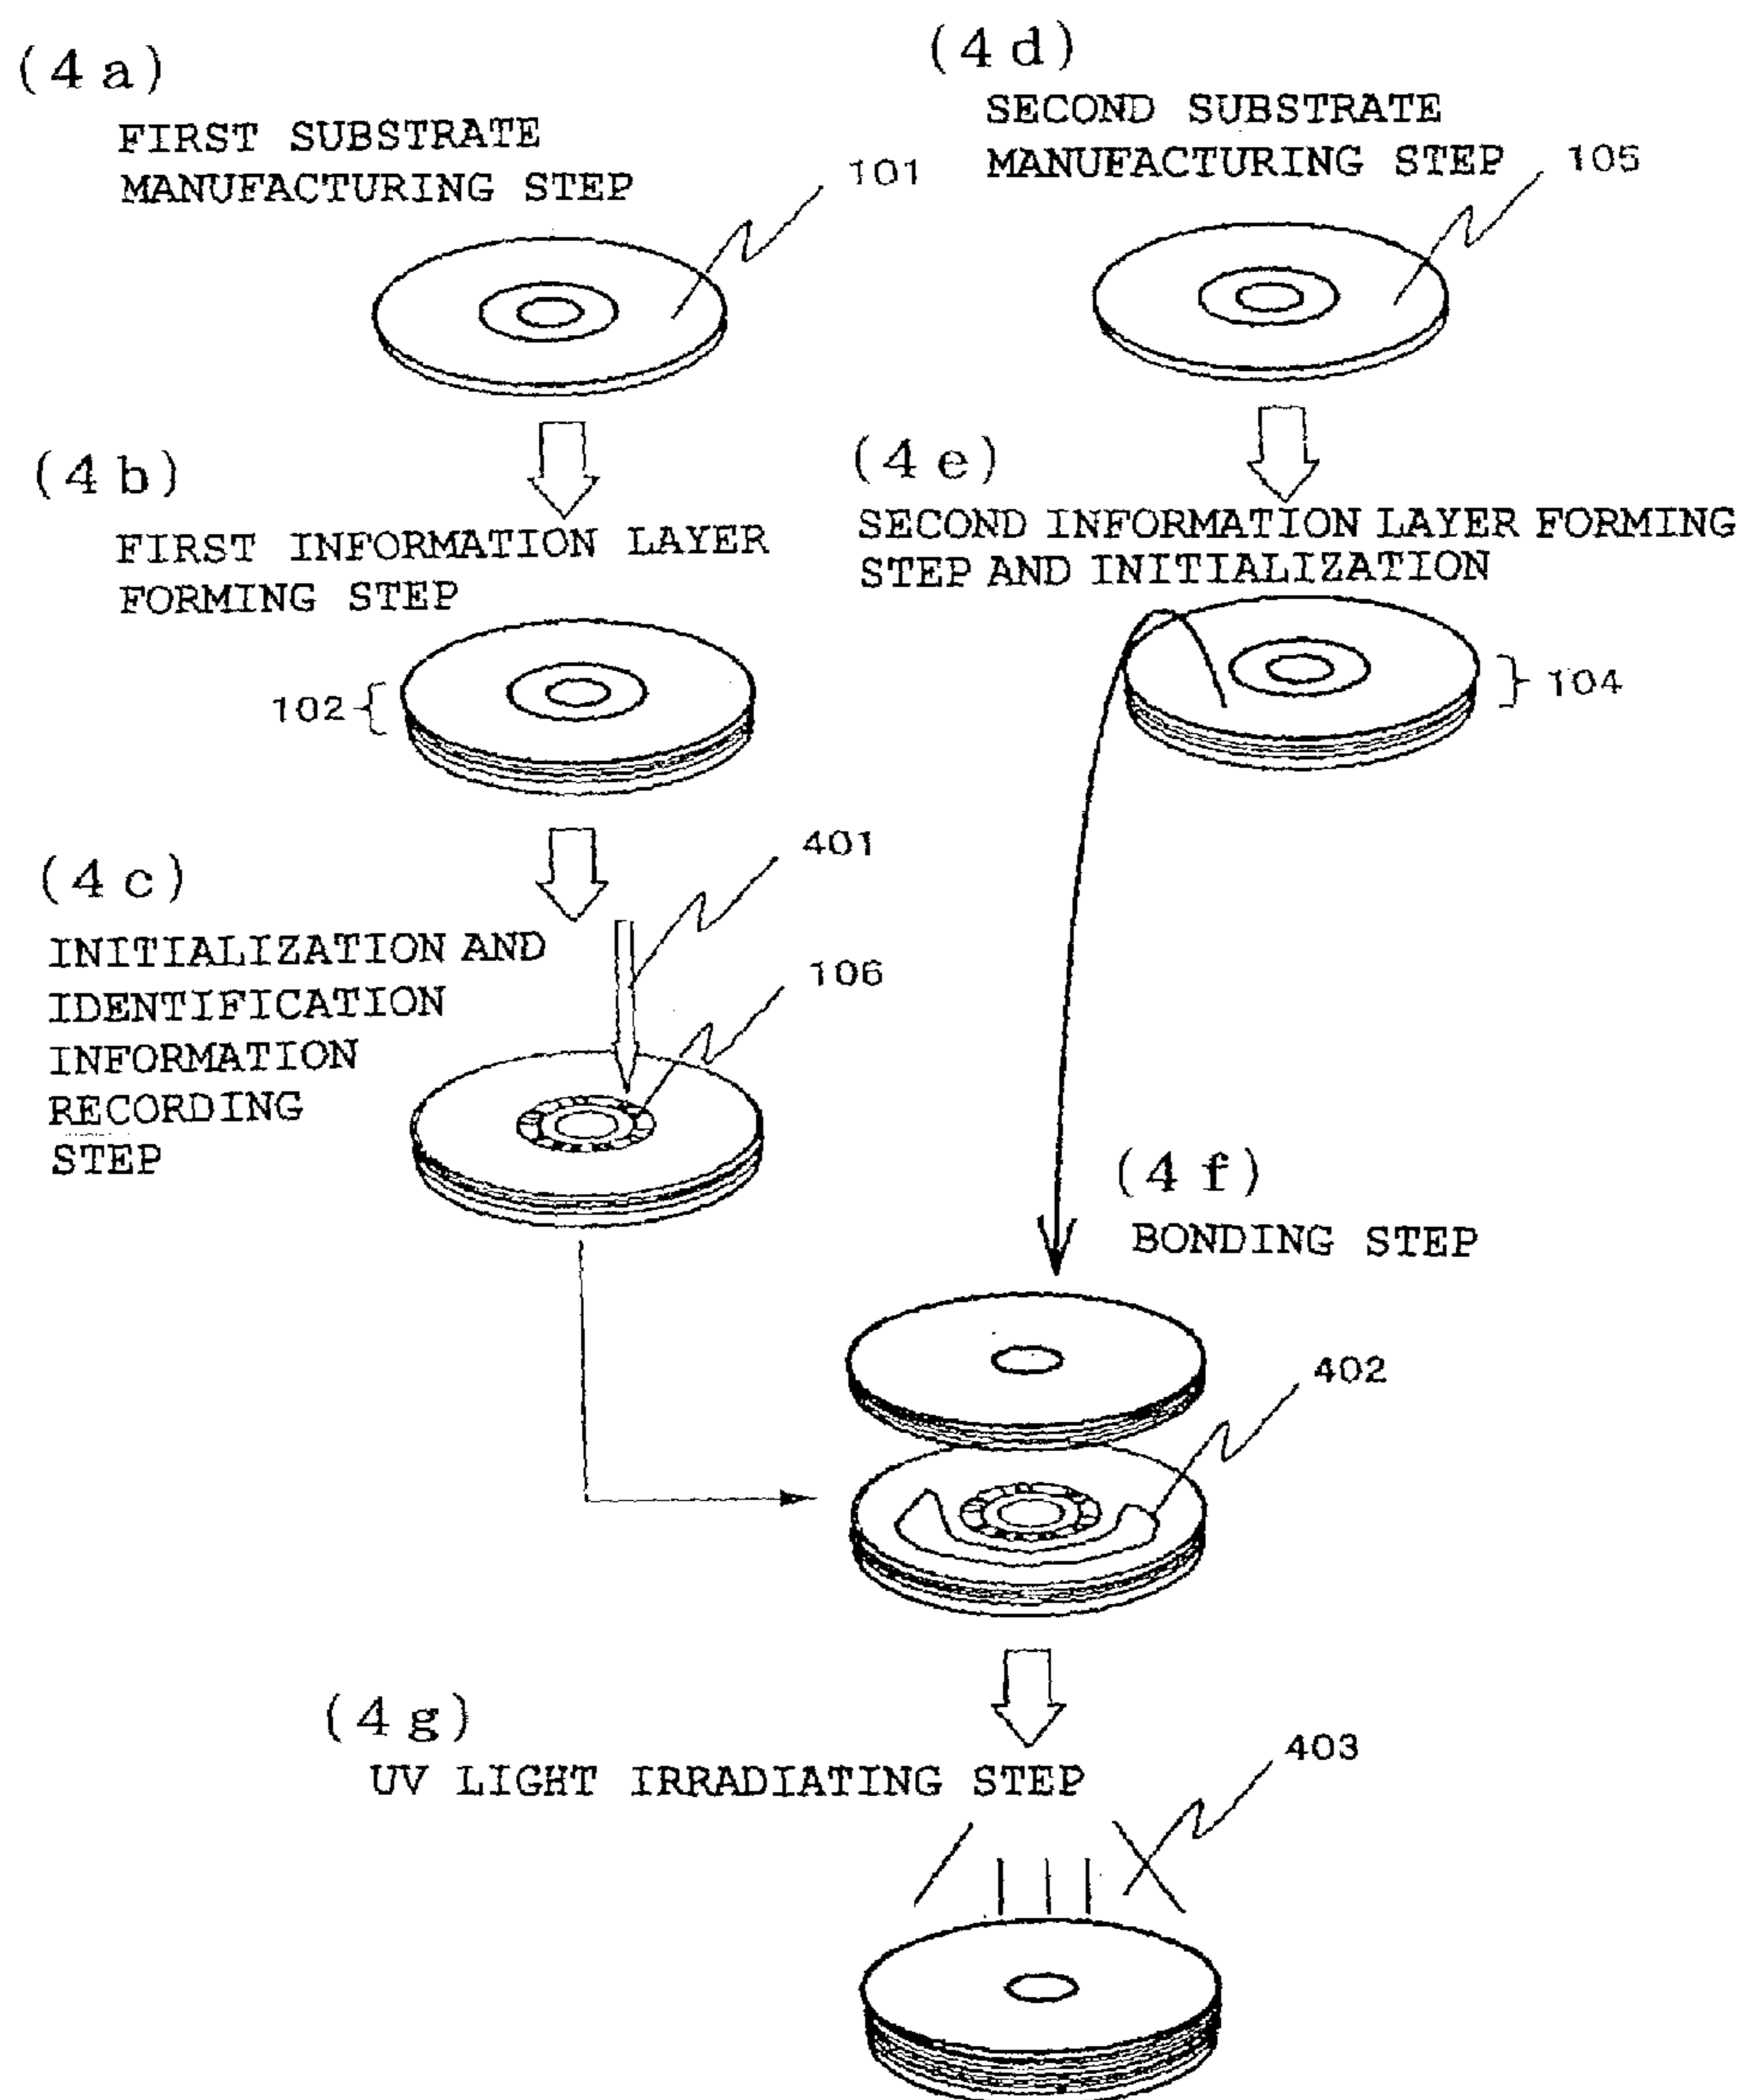 (4a)
FIRST SUBSTRATE
MANUFACTURING STEP
101
(4b)
FIRST INFORMATION LAYER
FORMING STEP
102
(4c)
INITIALIZATION AND
IDENTIFICATION
INFORMATION
RECORDING
STEP
401
106
(4d)
SECOND SUBSTRATE
MANUFACTURING STEP
105
(4e)
SECOND INFORMATION LAYER FORMING
STEP AND INITIALIZATION
104
(4f)
BONDING STEP
402
(4g)
UV LIGHT IRRADIATING STEP
403